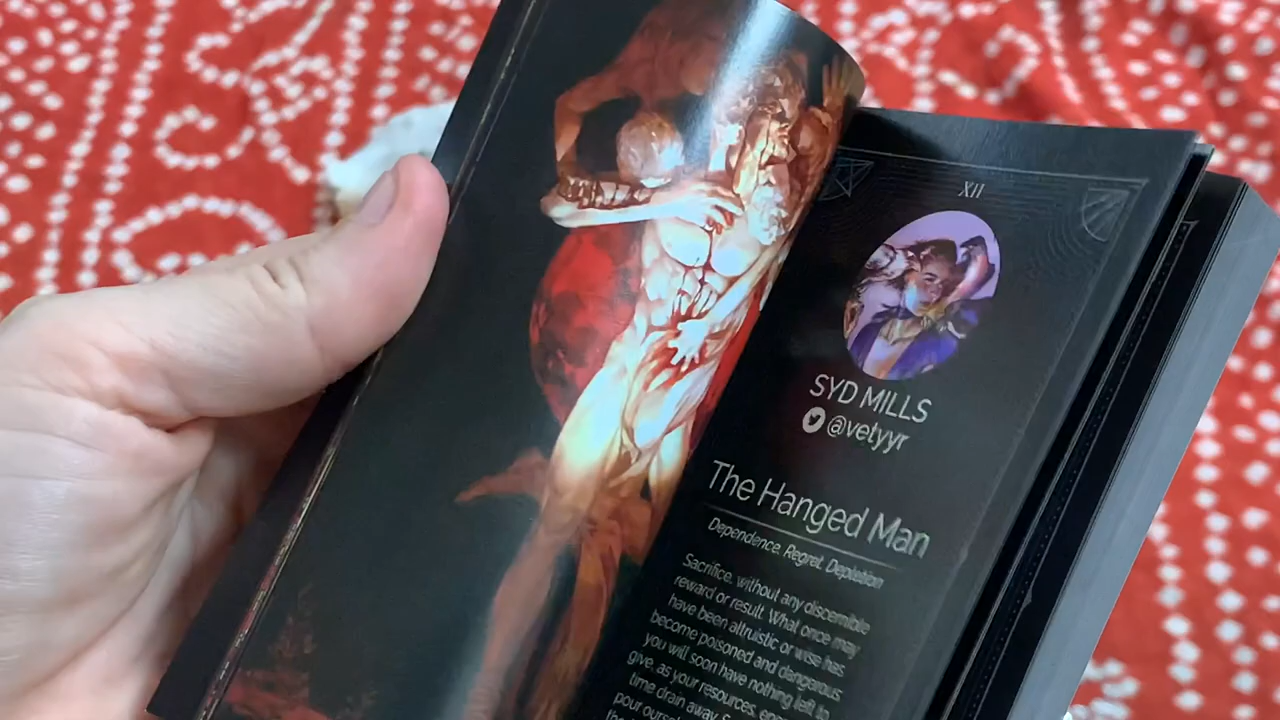 XII
SYD MILLS
@vetyyr
The Hanged Man
Dependence, Regret, Depletion
Sacrifice, without any discernible
reward or result. What once may
have been altruistic or wise has
become poisoned and dangerous
you will soon have nothing left to
give, as your resources,
time drain away.
pour